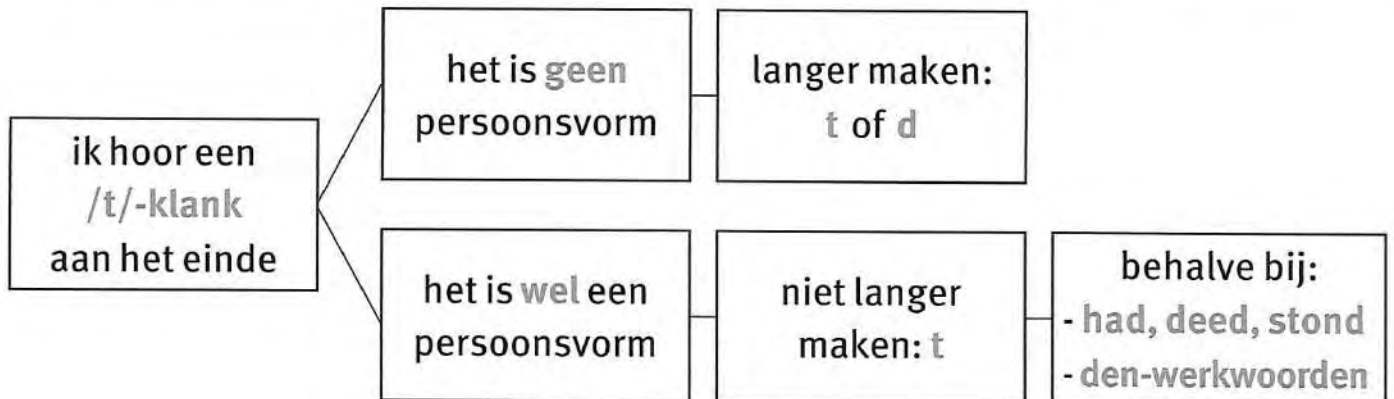 ik hoor een
/t/-klank
aan het einde
het is geen
persoonsvorm
langer maken:
t of d
het is wel een
persoonsvorm
niet langer
maken: t
behalve bij:
- had, deed, stond
- den-werkwoorden